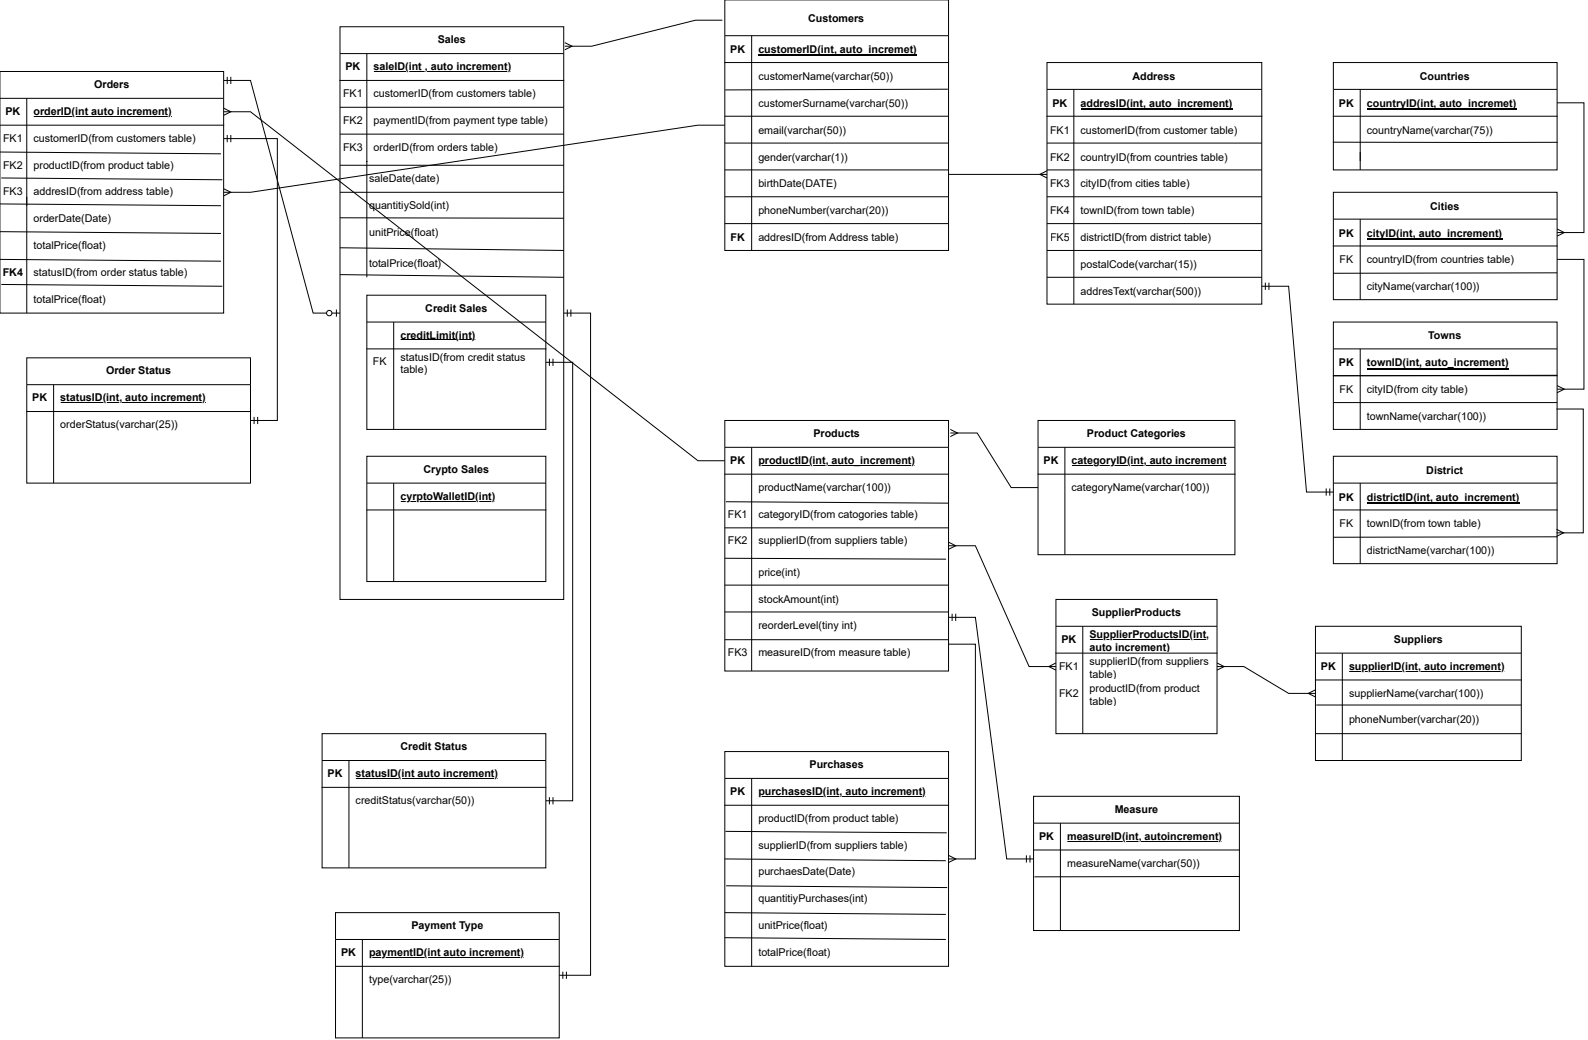 Orders
PK orderID(int auto increment)
FK1 customerID(from customers table)
FK2 productID(from product table)
FK3 addresID(from address table)
orderDate(Date)
totalPrice(float)
FK4 statusID(from order status table)
totalPrice(float)
Order Status
PK statusID(int, auto increment)
orderStatus(varchar(25))
Sales
PK saleID(int , auto increment)
FK1 customerID(from customers table)
FK2 paymentID(from payment type table)
FK3 orderID(from orders table)
saleDate(date)
quantitiySold(int)
unitPrice(float)
totalPrice(float)
Credit Sales
creditLimit(int)
FK statusID(from credit status
table)
Crypto Sales
cyrptoWalletID(int)
Credit Status
PK statusID(int auto increment)
creditStatus(varchar(50))
Payment Type
PK paymentID(int auto increment)
type(varchar(25))
Customers
PK customerID(int, auto_incremet)
customerName(varchar(50))
customerSurname(varchar(50))
email(varchar(50))
gender(varchar(1))
birthDate(DATE)
phoneNumber(varchar(20))
FK addresID(from Address table)
Products
PK productID(int, auto_increment)
productName(varchar(100))
FK1 categoryID(from catogories table)
FK2 supplierID(from suppliers table)
price(int)
stockAmount(int)
reorderLevel(tiny int)
FK3 measureID(from measure table)
Purchases
PK purchasesID(int, auto increment)
productID(from product table)
supplierID(from suppliers table)
purchaesDate(Date)
quantitiyPurchases(int)
unitPrice(float)
totalPrice(float)
Address
PK addresID(int, auto_increment)
FK1 customerID(from customer table)
FK2 countryID(from countries table)
FK3 cityID(from cities table)
FK4 townID(from town table)
FK5 districtID(from district table)
postalCode(varchar(15))
addresText(varchar(500))
Product Categories
PK categoryID(int, auto increment
categoryName(varchar(100))
SupplierProducts
PK SupplierProductsID(int,
auto increment)
FK1 supplierID(from suppliers
table)
FK2 productID(from product
table)
Measure
PK measureID(int, autoincrement)
measureName(varchar(50))
Countries
PK countryID(int, auto_incremet)
countryName(varchar(75))
Cities
PK cityID(int, auto_increment)
FK countryID(from countries table)
cityName(varchar(100))
Towns
PK townID(int, auto_increment)
FK cityID(from city table)
townName(varchar(100))
District
PK districtID(int, auto_increment)
FK townID(from town table)
districtName(varchar(100))
Suppliers
PK supplierID(int, auto increment)
supplierName(varchar(100))
phoneNumber(varchar(20))